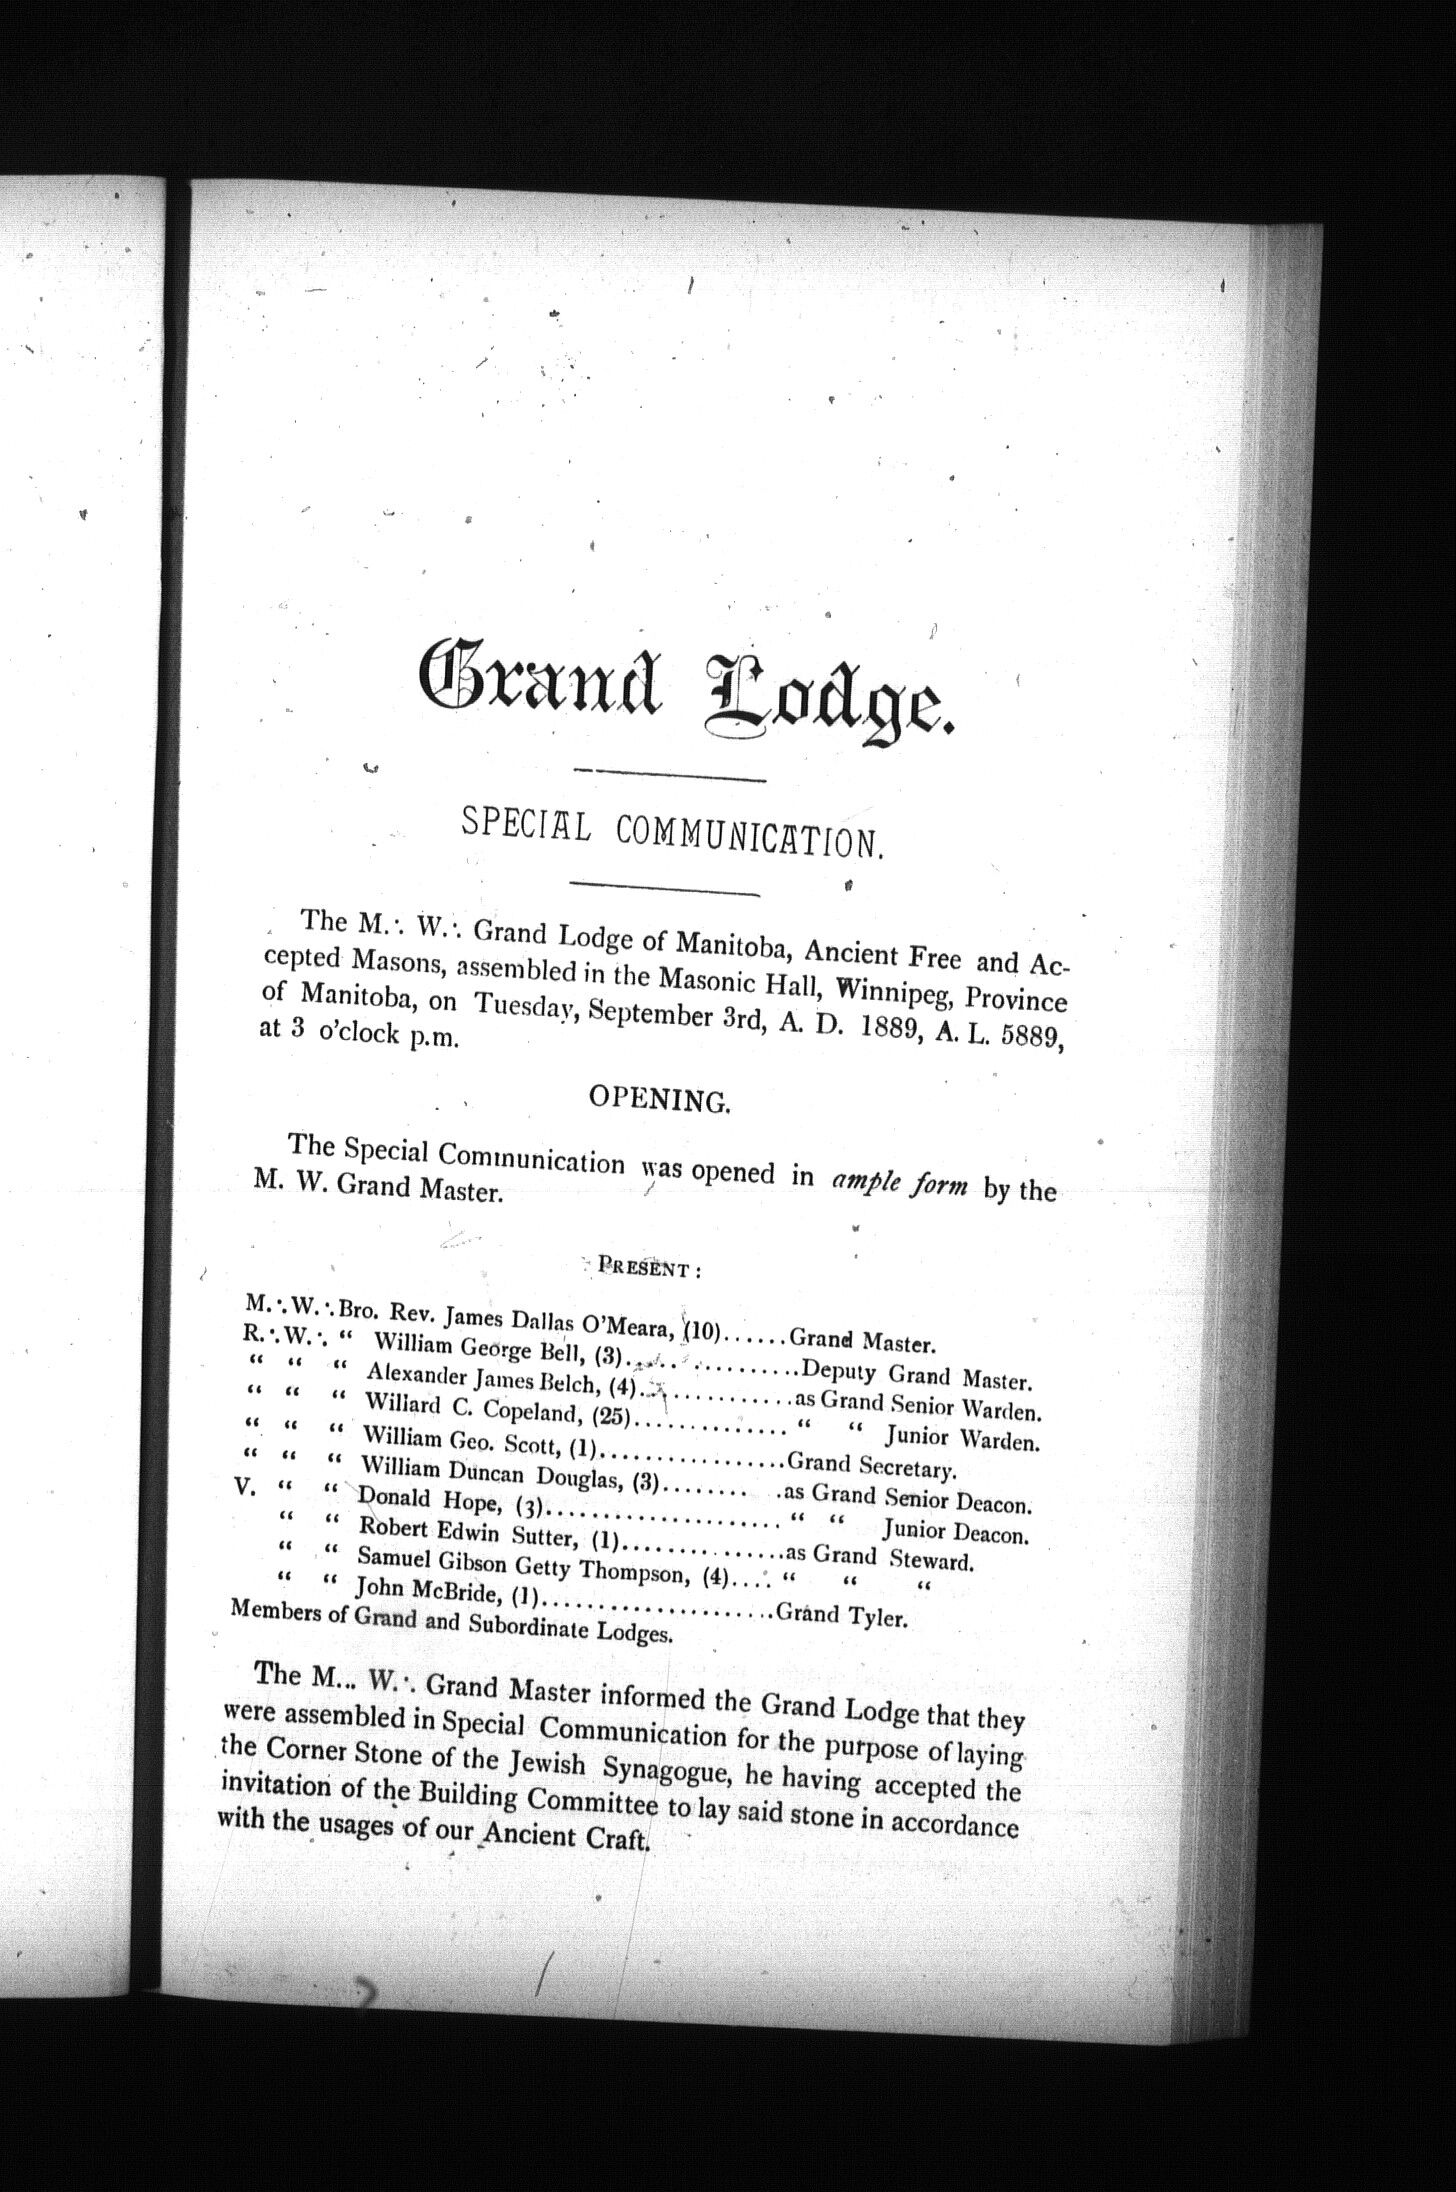 Grand Lodge.
SPECIAL COMMUNICATION.
The M.∴ W.∴ Grand Lodge of Manitoba, Ancient Free and Ac-
cepted Masons, assembled in the Masonic Hall, Winnipeg, Province
of Manitoba, on Tuesday, September 3rd, A. D. 1889, A. L. 5889,
at 3 o'clock p.m.
OPENING.
The Special Communication was opened in ample form by the
M. W. Grand Master.
PRESENT:
M.∴W.∴Bro. Rev. James Dallas O'Meara, (10)......Grand Master.
R.∴W.∴ “ William George Bell, (3)..... ..........Deputy Grand Master.
“ “ “ Alexander James Belch, (4)..............as Grand Senior Warden.
“ “ “ Williard C. Copeland, (25)............... “ “ Junior Warden.
“ “ “ William Geo. Scott, (1).................Grand Secretary.
“ “ “ William Duncan Douglas, (3)........ .as Grand Senior Deacon.
V. “ “ Donald Hope, (3)...................... “ “ Junior Deacon.
“ “ Robert Edwin Sutter, (1)...............as Grand Steward.
“ “ Samuel Gibson Getty Thompson, (4).... “ “ “
“ “ John McBride, (1)......................Grand Tyler.
Members of Grand and Subordinate Lodges.
The M... W.∴ Grand Master informed the Grand Lodge that they
were assembled in Special Communication for the purpose of laying
the Corner Stone of the Jewish Synagogue, he having accepted the
invitation of the Building Committee to lay said stone in accordance
with the usages of our Ancient Craft.